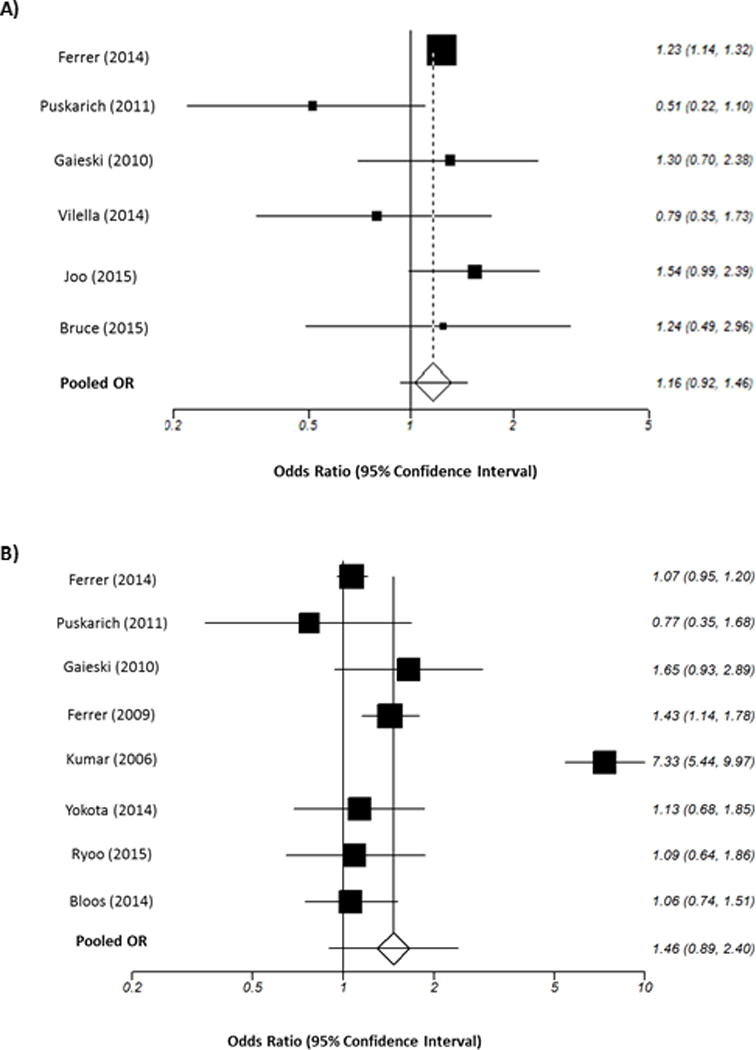 A)
Ferrer (2014) 1.23 (1.14, 1.32)
Puskarich (2011) 0.51 (0.22, 1.10)
Gaieski (2010) 1.30 (0.70, 2.38)
Vilella (2014) 0.79 (0.35, 1.73)
Joo (2015) 1.54 (0.99, 2.39)
Bruce (2015) 1.24 (0.49, 2.96)
Pooled OR 1.16 (0.92, 1.46)
0.2 0.5 1 2 5
Odds Ratio (95% Confidence Interval)
B)
Ferrer (2014) 1.07 (0.95, 1.20)
Puskarich (2011) 0.77 (0.35, 1.68)
Gaieski (2010) 1.65 (0.93, 2.89)
Ferrer (2009) 1.43 (1.14, 1.78)
Kumar (2006) 7.33 (5.44, 9.97)
Yokota (2014) 1.13 (0.68, 1.85)
Ryoo (2015) 1.09 (0.64, 1.86)
Bloos (2014) 1.06 (0.74, 1.51)
Pooled OR 1.46 (0.89, 2.40)
0.2 0.5 1 2 5 10
Odds Ratio (95% Confidence Interval)